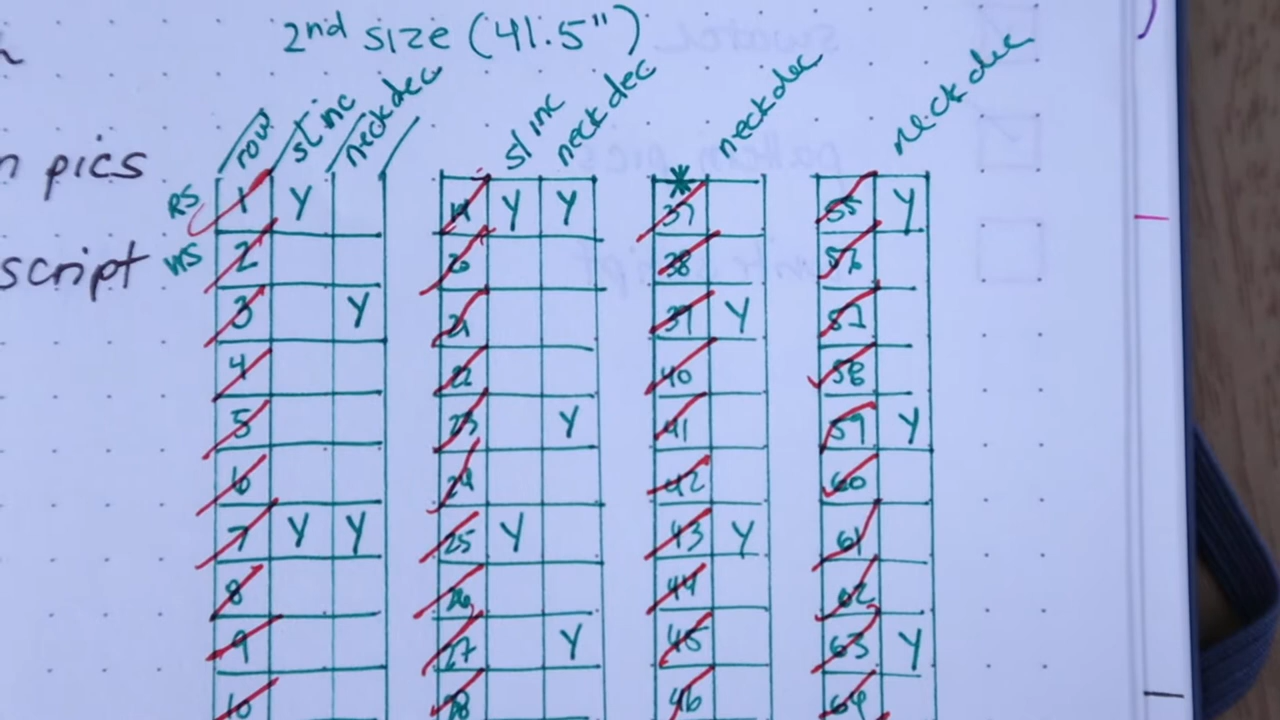 2nd size (41.5")
row st inc neck dec
st inc neck dec
neck dec
neck dec
n pics
script
RS 1 Y
WS 2
3 Y
4
5
6
7 Y Y
8
9
10
19 Y Y
20
21
22
23 Y
24
25 Y
26
27 Y
28
*
37
38
39 Y
40
41
42
43 Y
44
45
46
55 Y
56
57
58
59 Y
60
61
62
63 Y
64